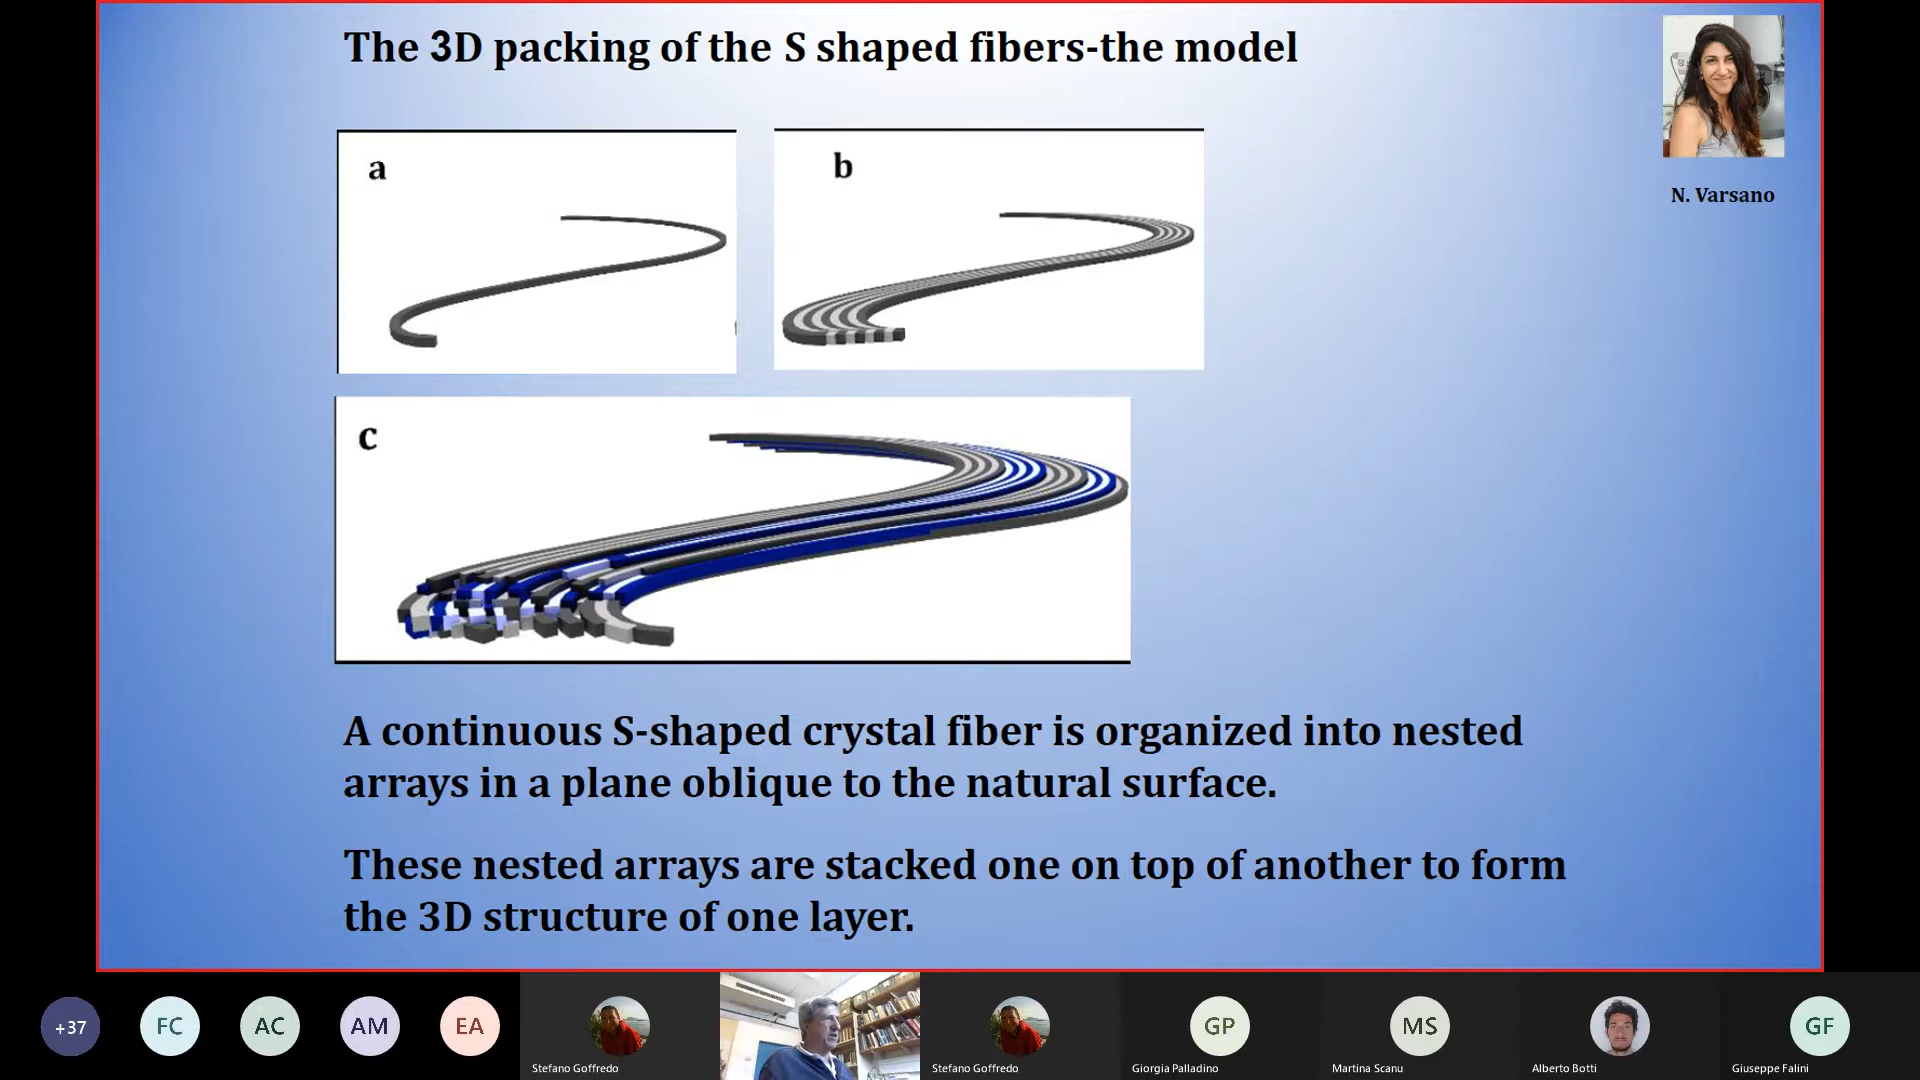 The 3D packing of the S shaped fibers-the model
a
b
N. Varsano
c
A continuous S-shaped crystal fiber is organized into nested
arrays in a plane oblique to the natural surface.
These nested arrays are stacked one on top of another to form
the 3D structure of one layer.
+37
FC
AC
AM
EA
GP
MS
GF
Stefano Goffredo
Stefano Goffredo
Giorgia Palladino
Martina Scanu
Alberto Botti
Giuseppe Falini